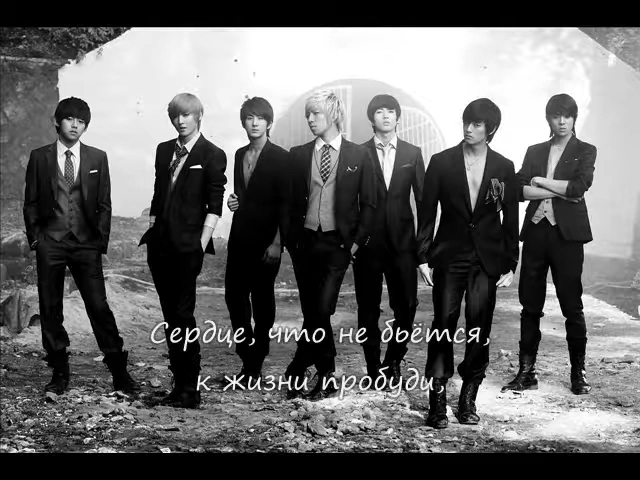 Сердце, что не бьётся,
к жизни пробуди,